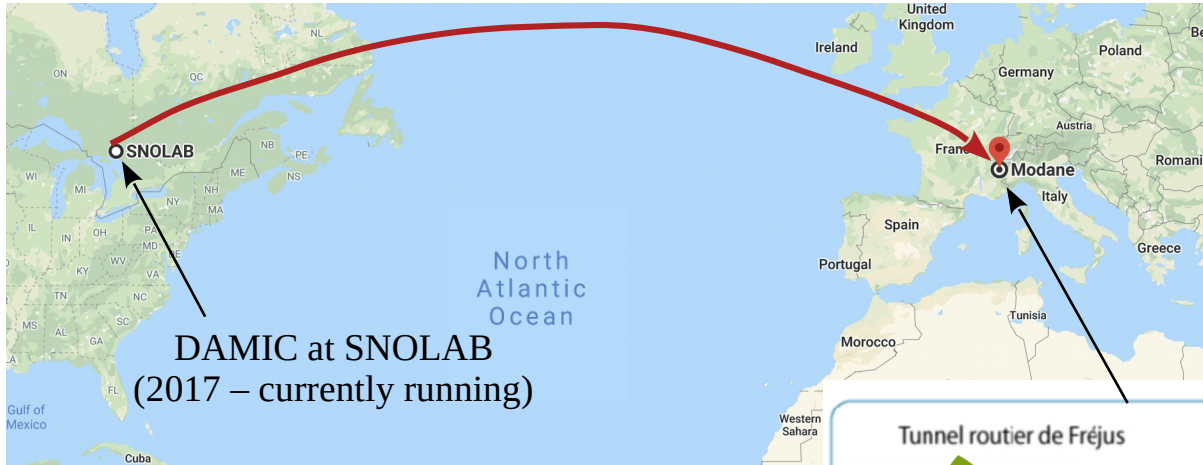 NL
ON
QC
SNOLAB
NB
PE
ME
NS
WI
MI
NH
NY
MA
IL
IN
OH
PA
MD
DE
WV
KY
VA
TN
NC
MS
AL
SC
GA
LA
FL
Gulf of
Mexico
Cuba
North
Atlantic
Ocean
DAMIC at SNOLAB
(2017 – currently running)
United
Kingdom
Ireland
Poland
Germany
Austria
Modane
Romani
Italy
Spain
Portugal
Greece
Tunisia
Morocco
Western
Sahara
Tunnel routier de Fréjus